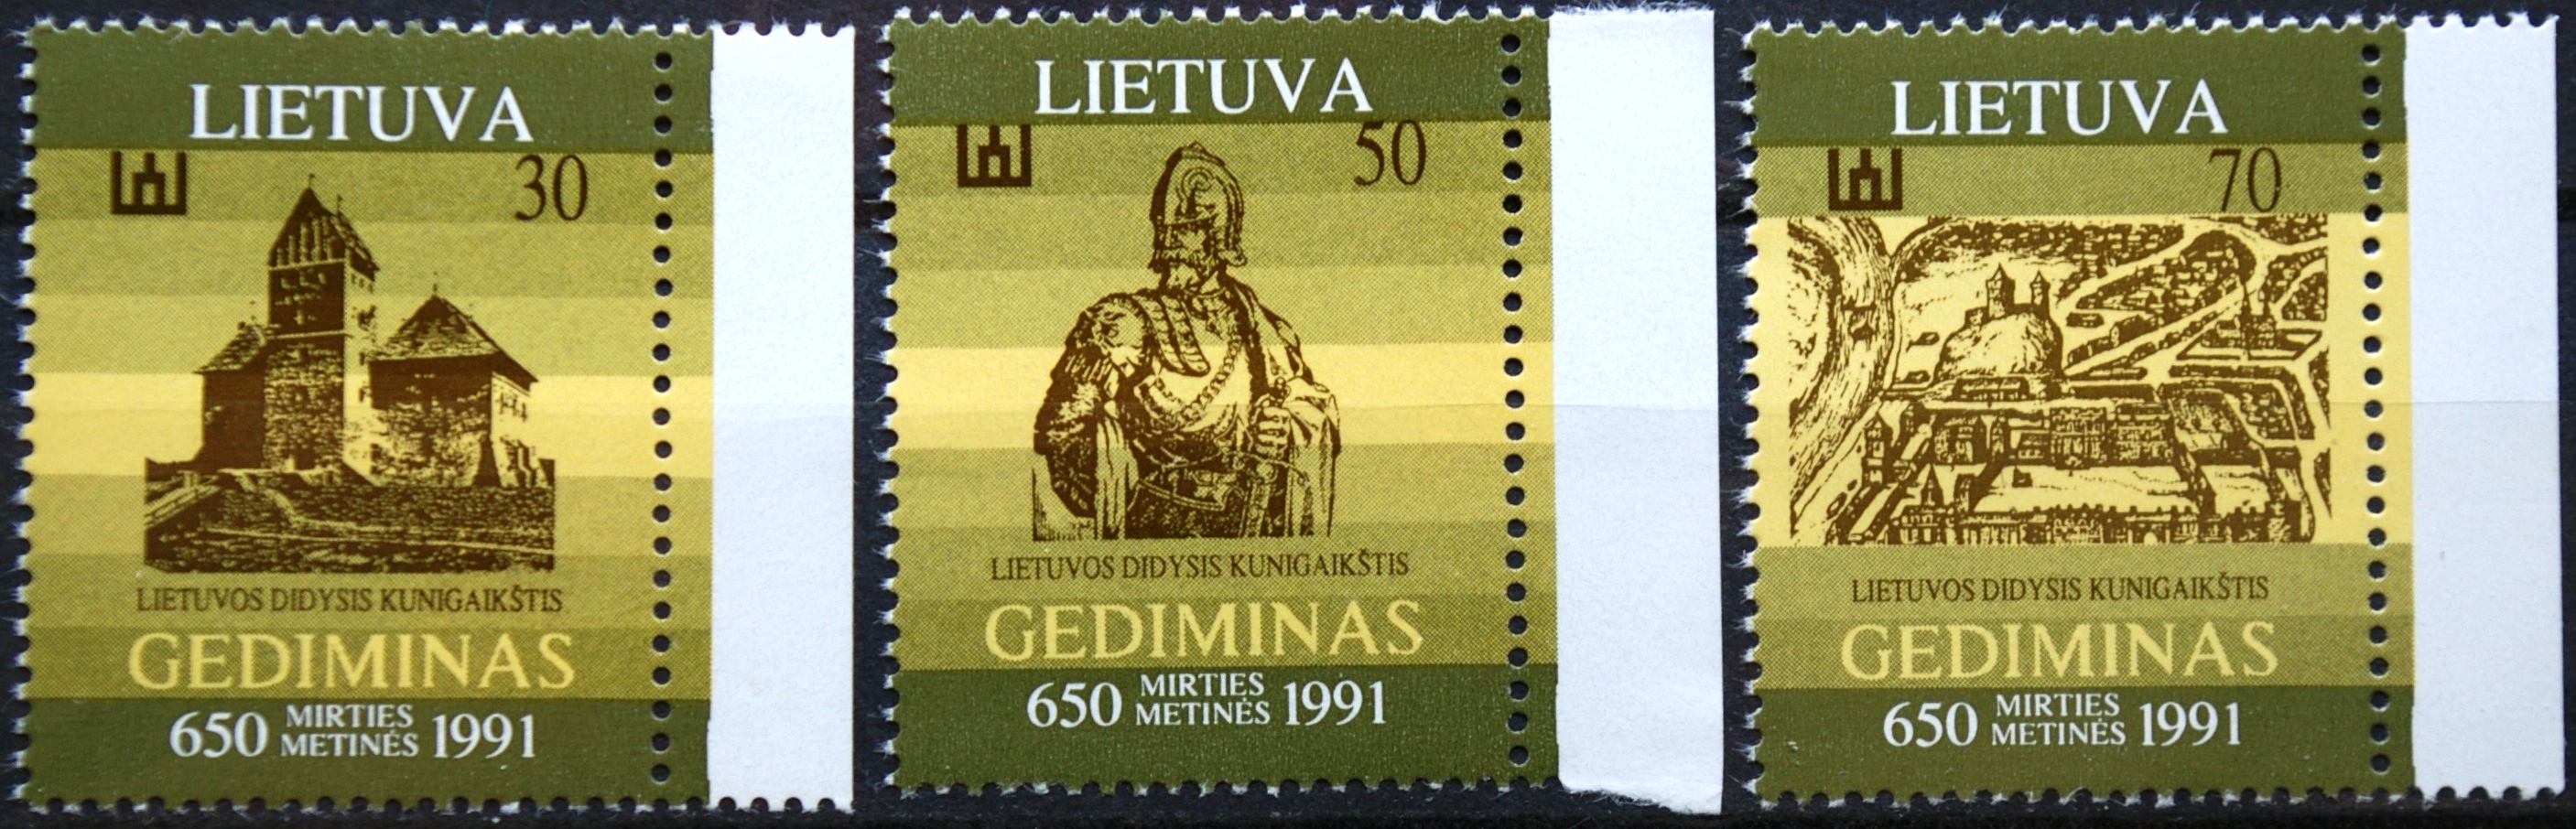 LIETUVA
30
LIETUVOS DIDYSIS KUNIGAIKŠTIS
GEDIMINAS
650 MIRTIES METINĖS 1991
LIETUVA
50
LIETUVOS DIDYSIS KUNIGAIKŠTIS
GEDIMINAS
650 MIRTIES METINĖS 1991
LIETUVA
70
LIETUVOS DIDYSIS KUNIGAIKŠTIS
GEDIMINAS
650 MIRTIES METINĖS 1991